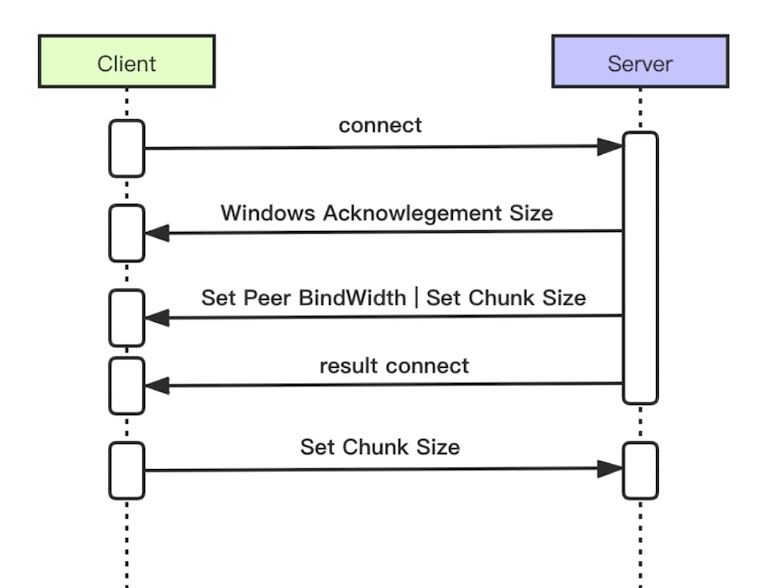 Client
Server
connect
Windows Acknowlegement Size
Set Peer BindWidth | Set Chunk Size
result connect
Set Chunk Size